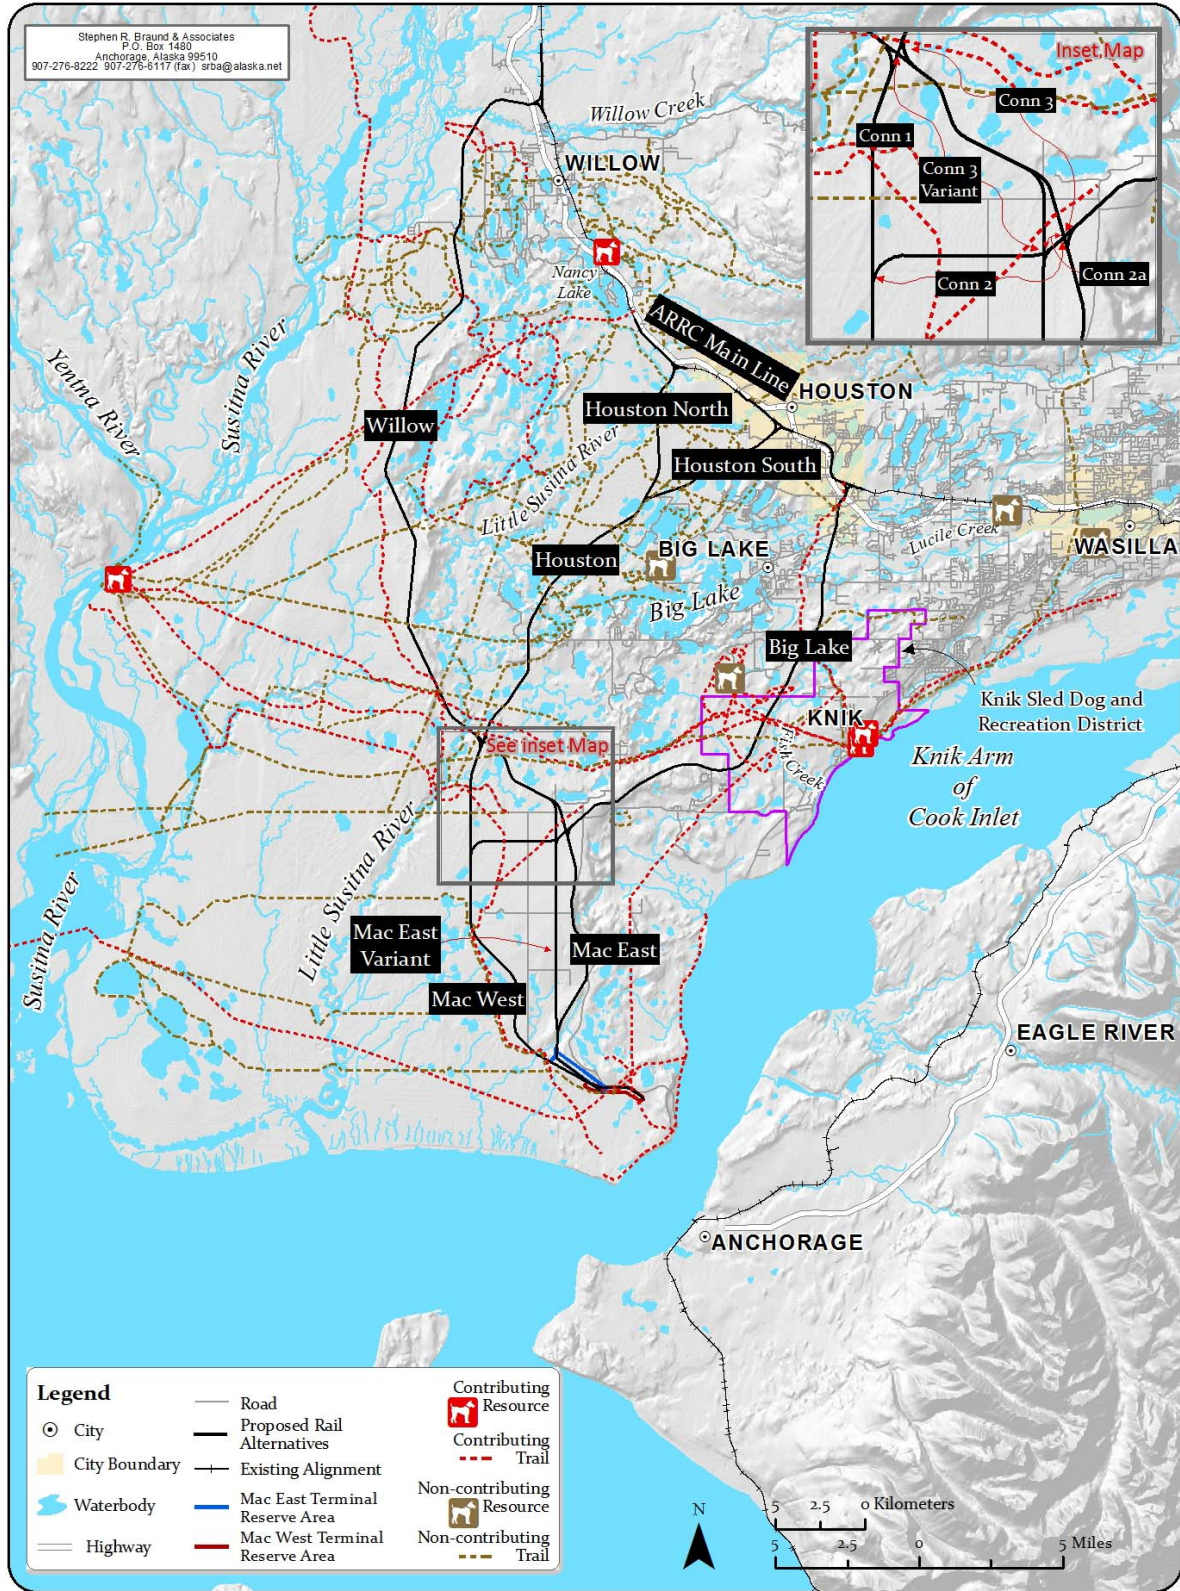 Stephen R. Braund & Associates
P.O. Box 1480
Anchorage, Alaska 99510
907-276-8222 907-276-6117 (fax) srba@alaska.net
Inset Map
Conn 3
Conn 1
Conn 3
Variant
Conn 2
Conn 2a
Willow Creek
WILLOW
Nancy
Lake
ARRC Main Line
HOUSTON
Houston North
Houston South
Yentna River
Susitna River
Willow
Little Susitna River
Houston
BIG LAKE
Big Lake
Lucile Creek
WASILLA
Big Lake
KNIK
Fish Creek
Knik Sled Dog and
Recreation District
See inset Map
Knik Arm
of
Cook Inlet
Little Susitna River
Susitna River
Mac East
Variant
Mac East
Mac West
EAGLE RIVER
ANCHORAGE
Legend
City
City Boundary
Waterbody
Highway
Road
Proposed Rail
Alternatives
Existing Alignment
Mac East Terminal
Reserve Area
Mac West Terminal
Reserve Area
Contributing
Resource
Contributing
Trail
Non-contributing
Resource
Non-contributing
Trail
N
5 2.5 0 Kilometers
5 2.5 0 5 Miles